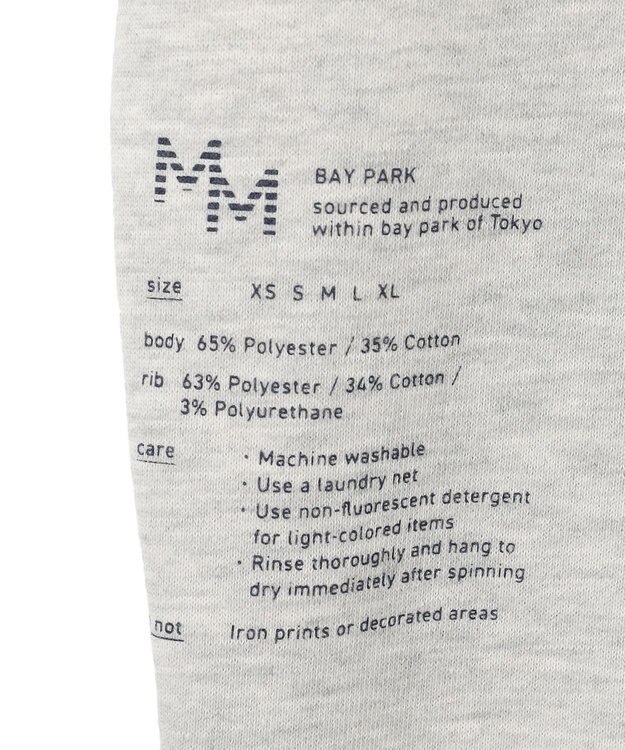 MM
BAY PARK
sourced and produced
within bay park of Tokyo
size XS S M L XL
body 65% Polyester / 35% Cotton
rib 63% Polyester / 34% Cotton /
3% Polyurethane
care · Machine washable
· Use a laundry net
· Use non-fluorescent detergent
for light-colored items
· Rinse thoroughly and hang to
dry immediately after spinning
not Iron prints or decorated areas